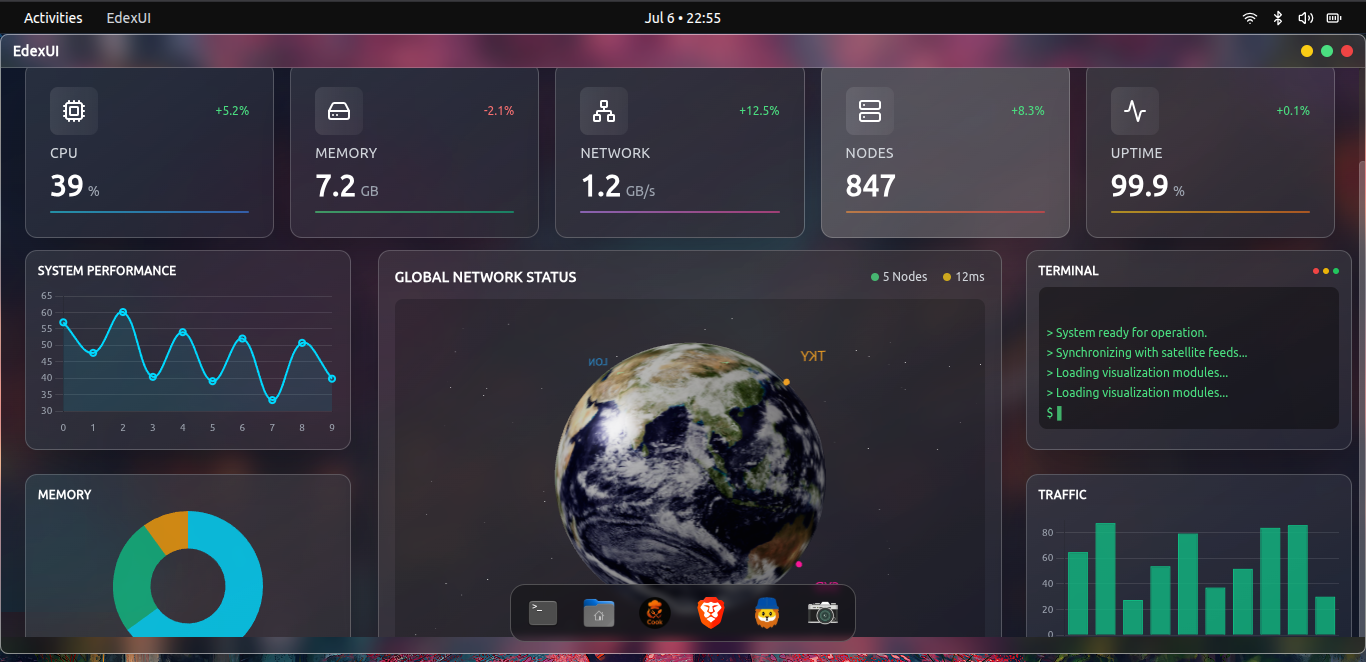 Activities EdexUI Jul 6 • 22:55
EdexUI
+5.2% -2.1% +12.5% +8.3% +0.1%
CPU MEMORY NETWORK NODES UPTIME
39 % 7.2 GB 1.2 GB/s 847 99.9 %
SYSTEM PERFORMANCE
65
60
55
50
45
40
35
30
0 1 2 3 4 5 6 7 8 9
GLOBAL NETWORK STATUS 5 Nodes 12ms
LON
TKY
TERMINAL
> System ready for operation.
> Synchronizing with satellite feeds...
> Loading visualization modules...
> Loading visualization modules...
$
MEMORY
TRAFFIC
80
60
40
20
0
>_
Cook